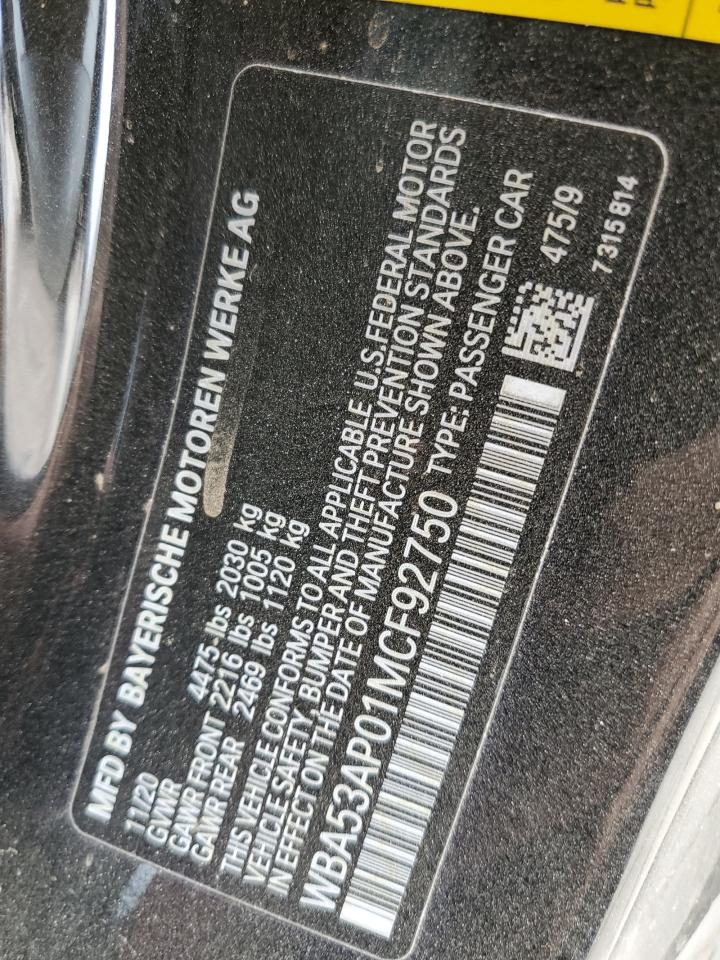 MFD BY BAYERISCHE MOTOREN WERKE AG
11/20
GVWR 4475 lbs 2030 kg
GAWR FRONT 2216 lbs 1005 kg
GAWR REAR 2469 lbs 1120 kg
THIS VEHICLE CONFORMS TO ALL APPLICABLE U.S.FEDERAL MOTOR
VEHICLE SAFETY, BUMPER AND THEFT PREVENTION STANDARDS
IN EFFECT ON THE DATE OF MANUFACTURE SHOWN ABOVE.
WBA53AP01MCF92750 TYPE: PASSENGER CAR
475/9
7 315 814